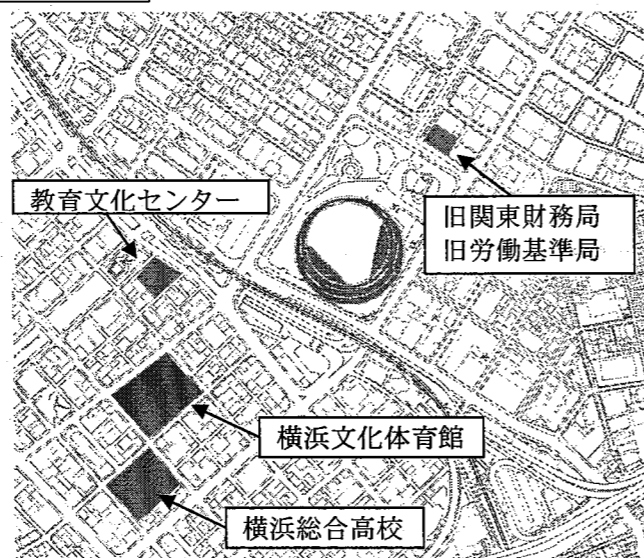 教育文化センター
旧関東財務局
旧労働基準局
横浜文化体育館
横浜総合高校